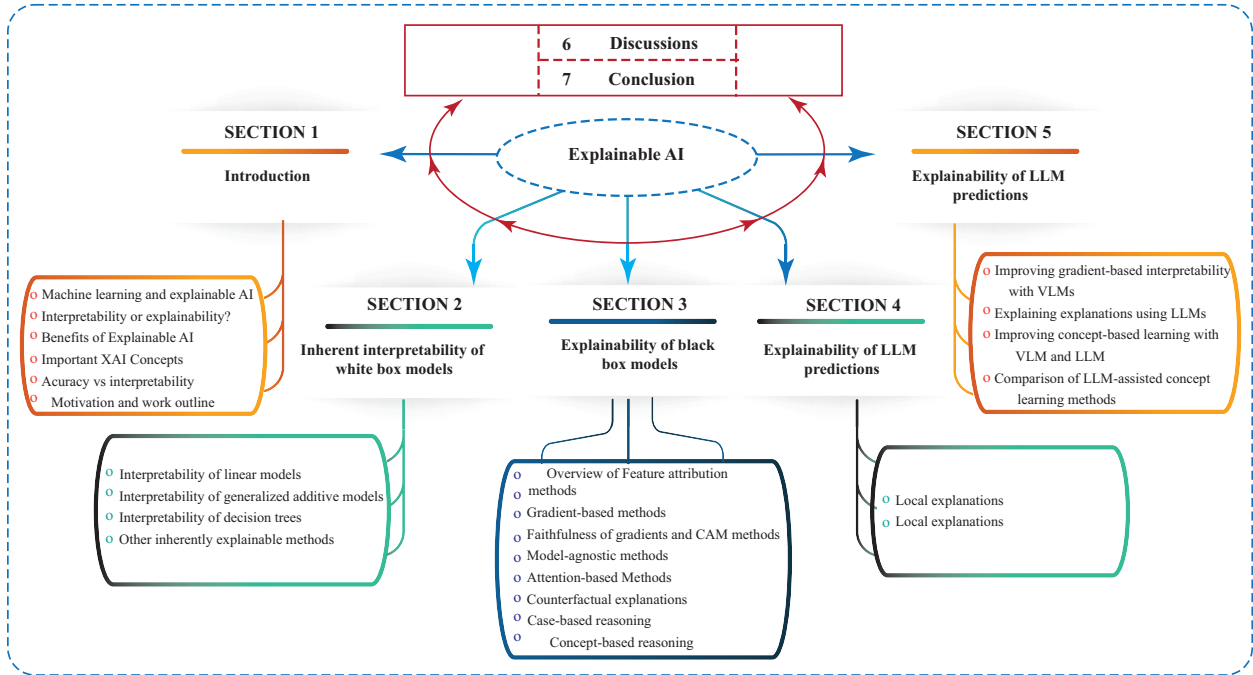 6 Discussions
7 Conclusion
Explainable AI
SECTION 1
Introduction
o Machine learning and explainable AI
o Interpretability or explainability?
o Benefits of Explainable AI
o Important XAI Concepts
o Acuracy vs interpretability
o Motivation and work outline
SECTION 2
Inherent interpretability of
white box models
o Interpretability of linear models
o Interpretability of generalized additive models
o Interpretability of decision trees
o Other inherently explainable methods
SECTION 3
Explainability of black
box models
o Overview of Feature attribution
o methods
o Gradient-based methods
o Faithfulness of gradients and CAM methods
o Model-agnostic methods
o Attention-based Methods
o Counterfactual explanations
o Case-based reasoning
o Concept-based reasoning
SECTION 4
Explainability of LLM
predictions
o Local explanations
o Local explanations
SECTION 5
Explainability of LLM
predictions
o Improving gradient-based interpretability
with VLMs
o Explaining explanations using LLMs
o Improving concept-based learning with
VLM and LLM
o Comparison of LLM-assisted concept
learning methods